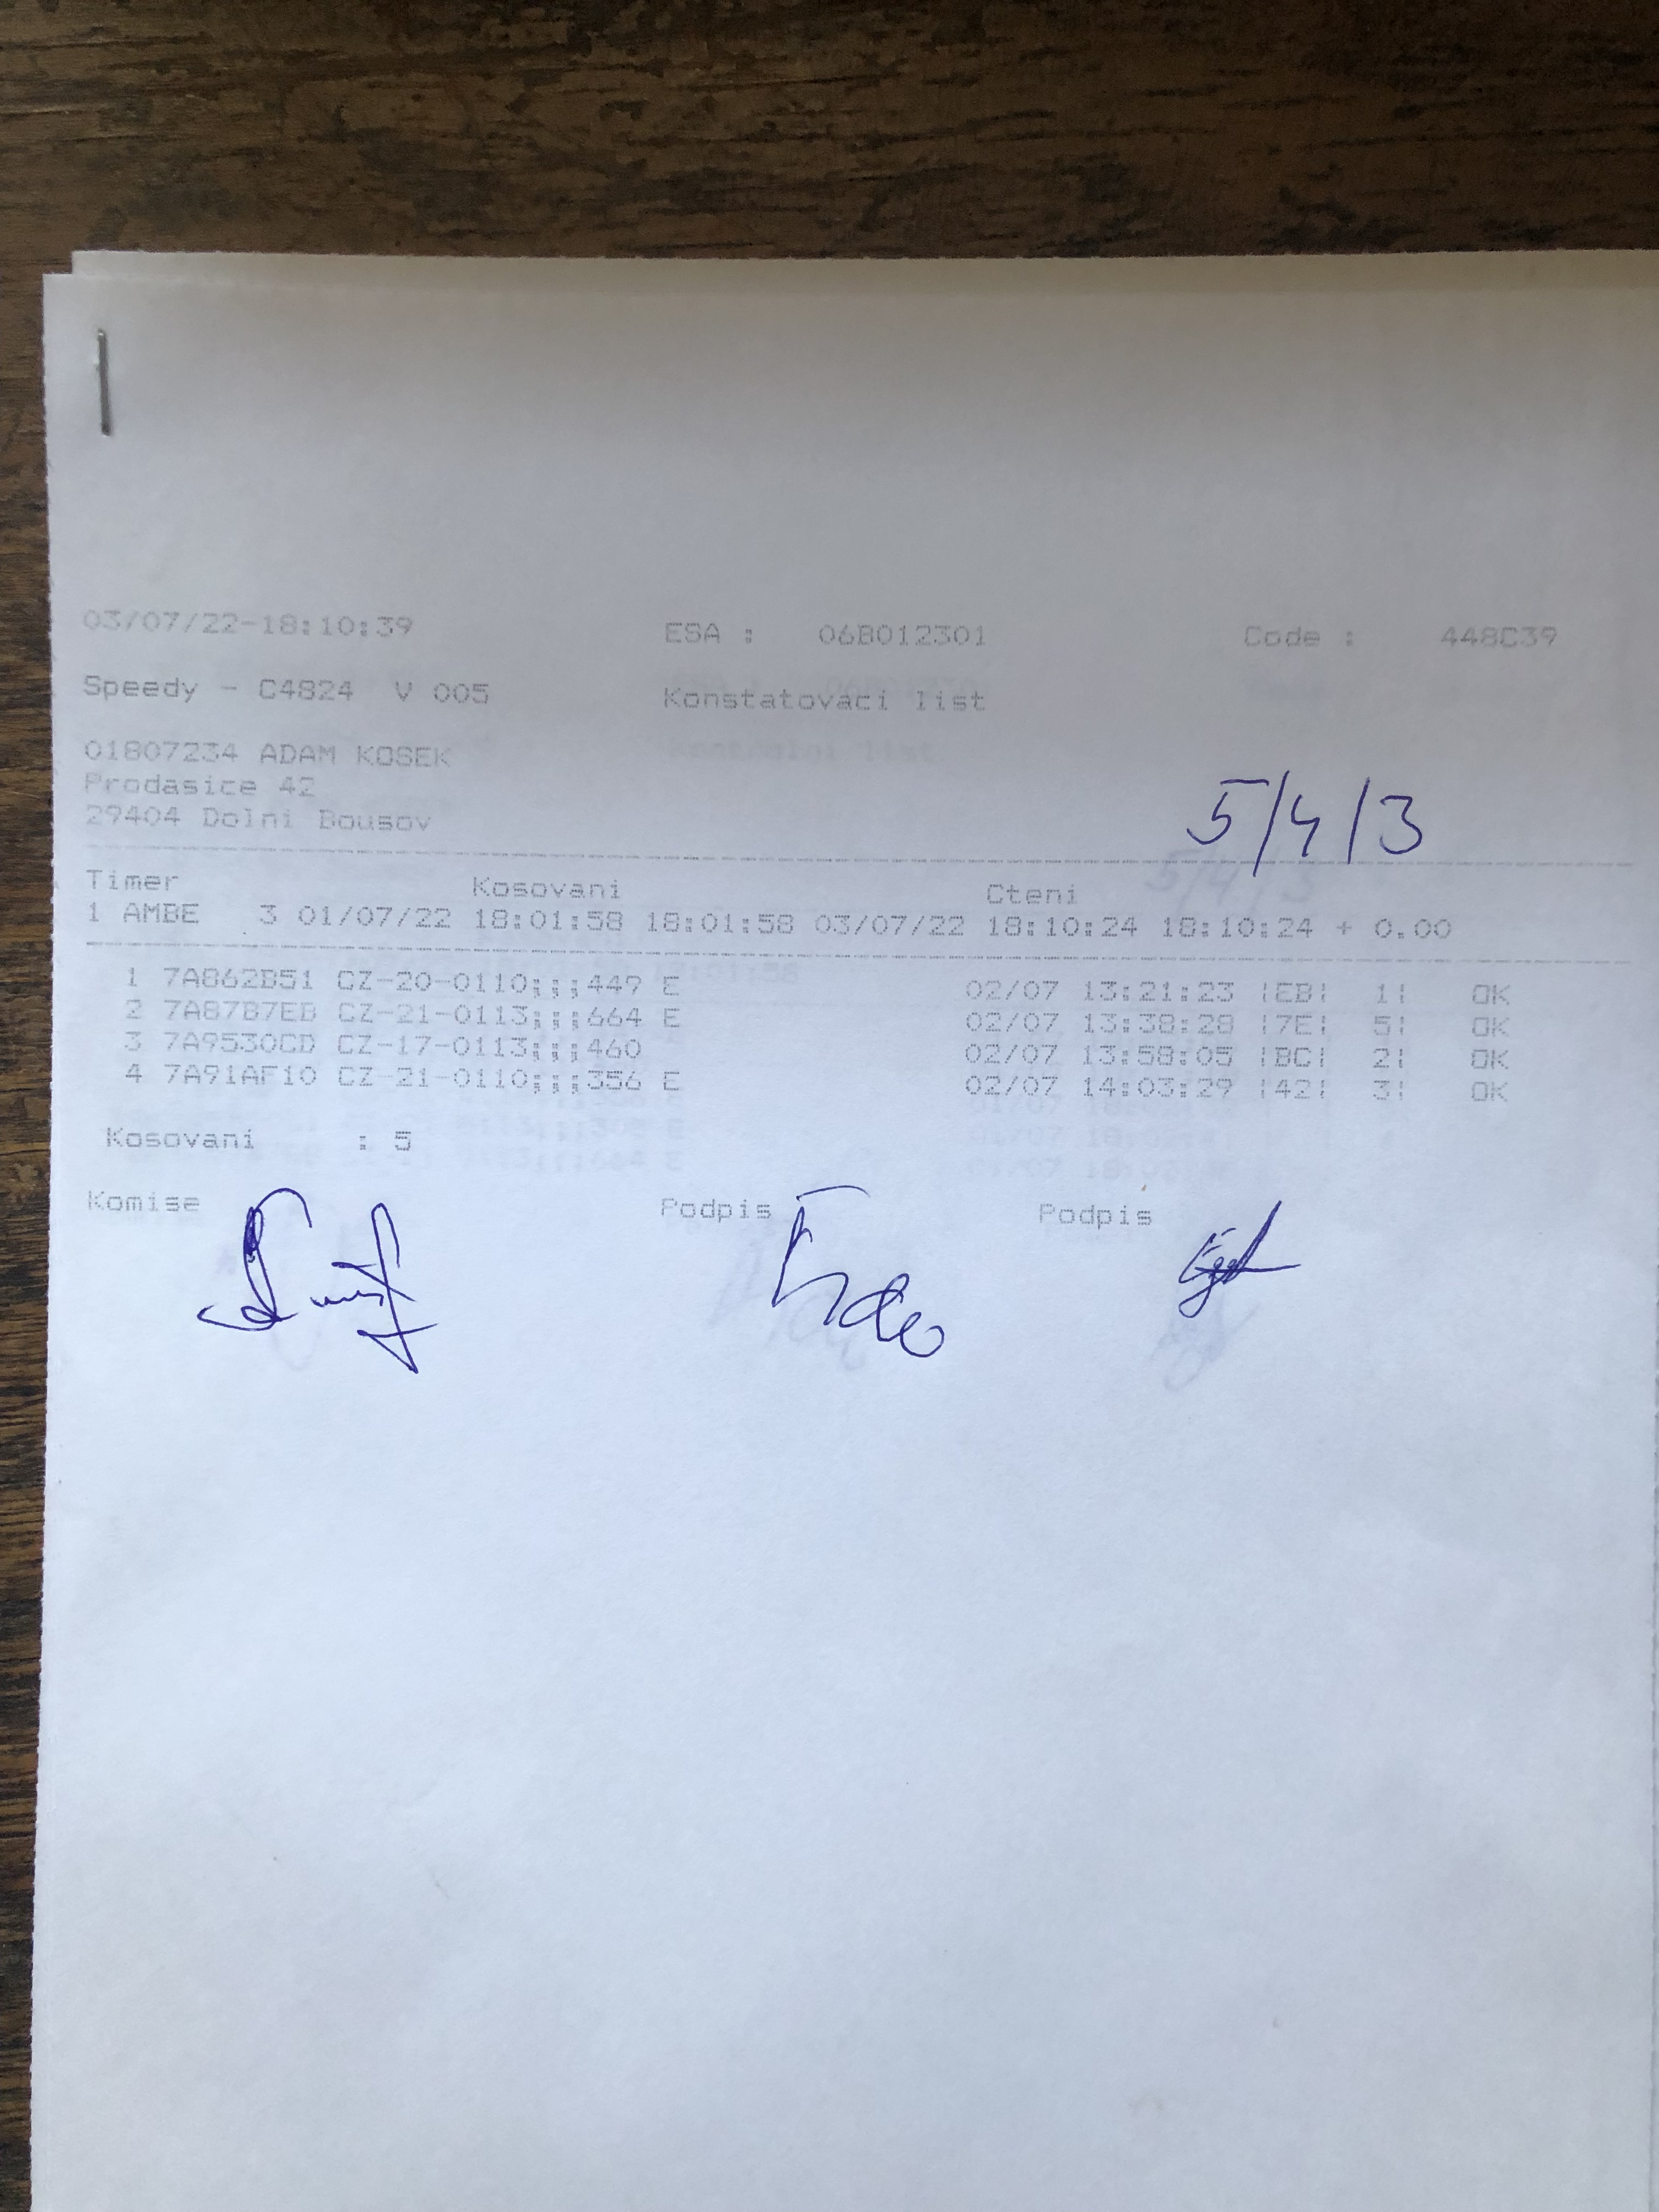 03/07/22-18:10:39 ESA : 06B012301 Code : 448C39
Speedy - C4824 V 005 Konstatovaci list
01807234 ADAM KOSEK
Prodasice 42
29404 Dolni Bousov
5/4/3
Timer Kosovani Cteni
1 AMBE 3 01/07/22 18:01:58 18:01:58 03/07/22 18:10:24 18:10:24 + 0.00
1 7A862B51 CZ-20-0110;;;449 E 02/07 13:21:23 |EB| 1| OK
2 7A87B7EB CZ-21-0113;;;664 E 02/07 13:38:28 |7E| 5| OK
3 7A9530CD CZ-17-0113;;;460 02/07 13:58:05 |BC| 2| OK
4 7A91AF10 CZ-21-0110;;;356 E 02/07 14:03:29 |42| 3| OK
Kosovani : 5
Komise Podpis Podpis